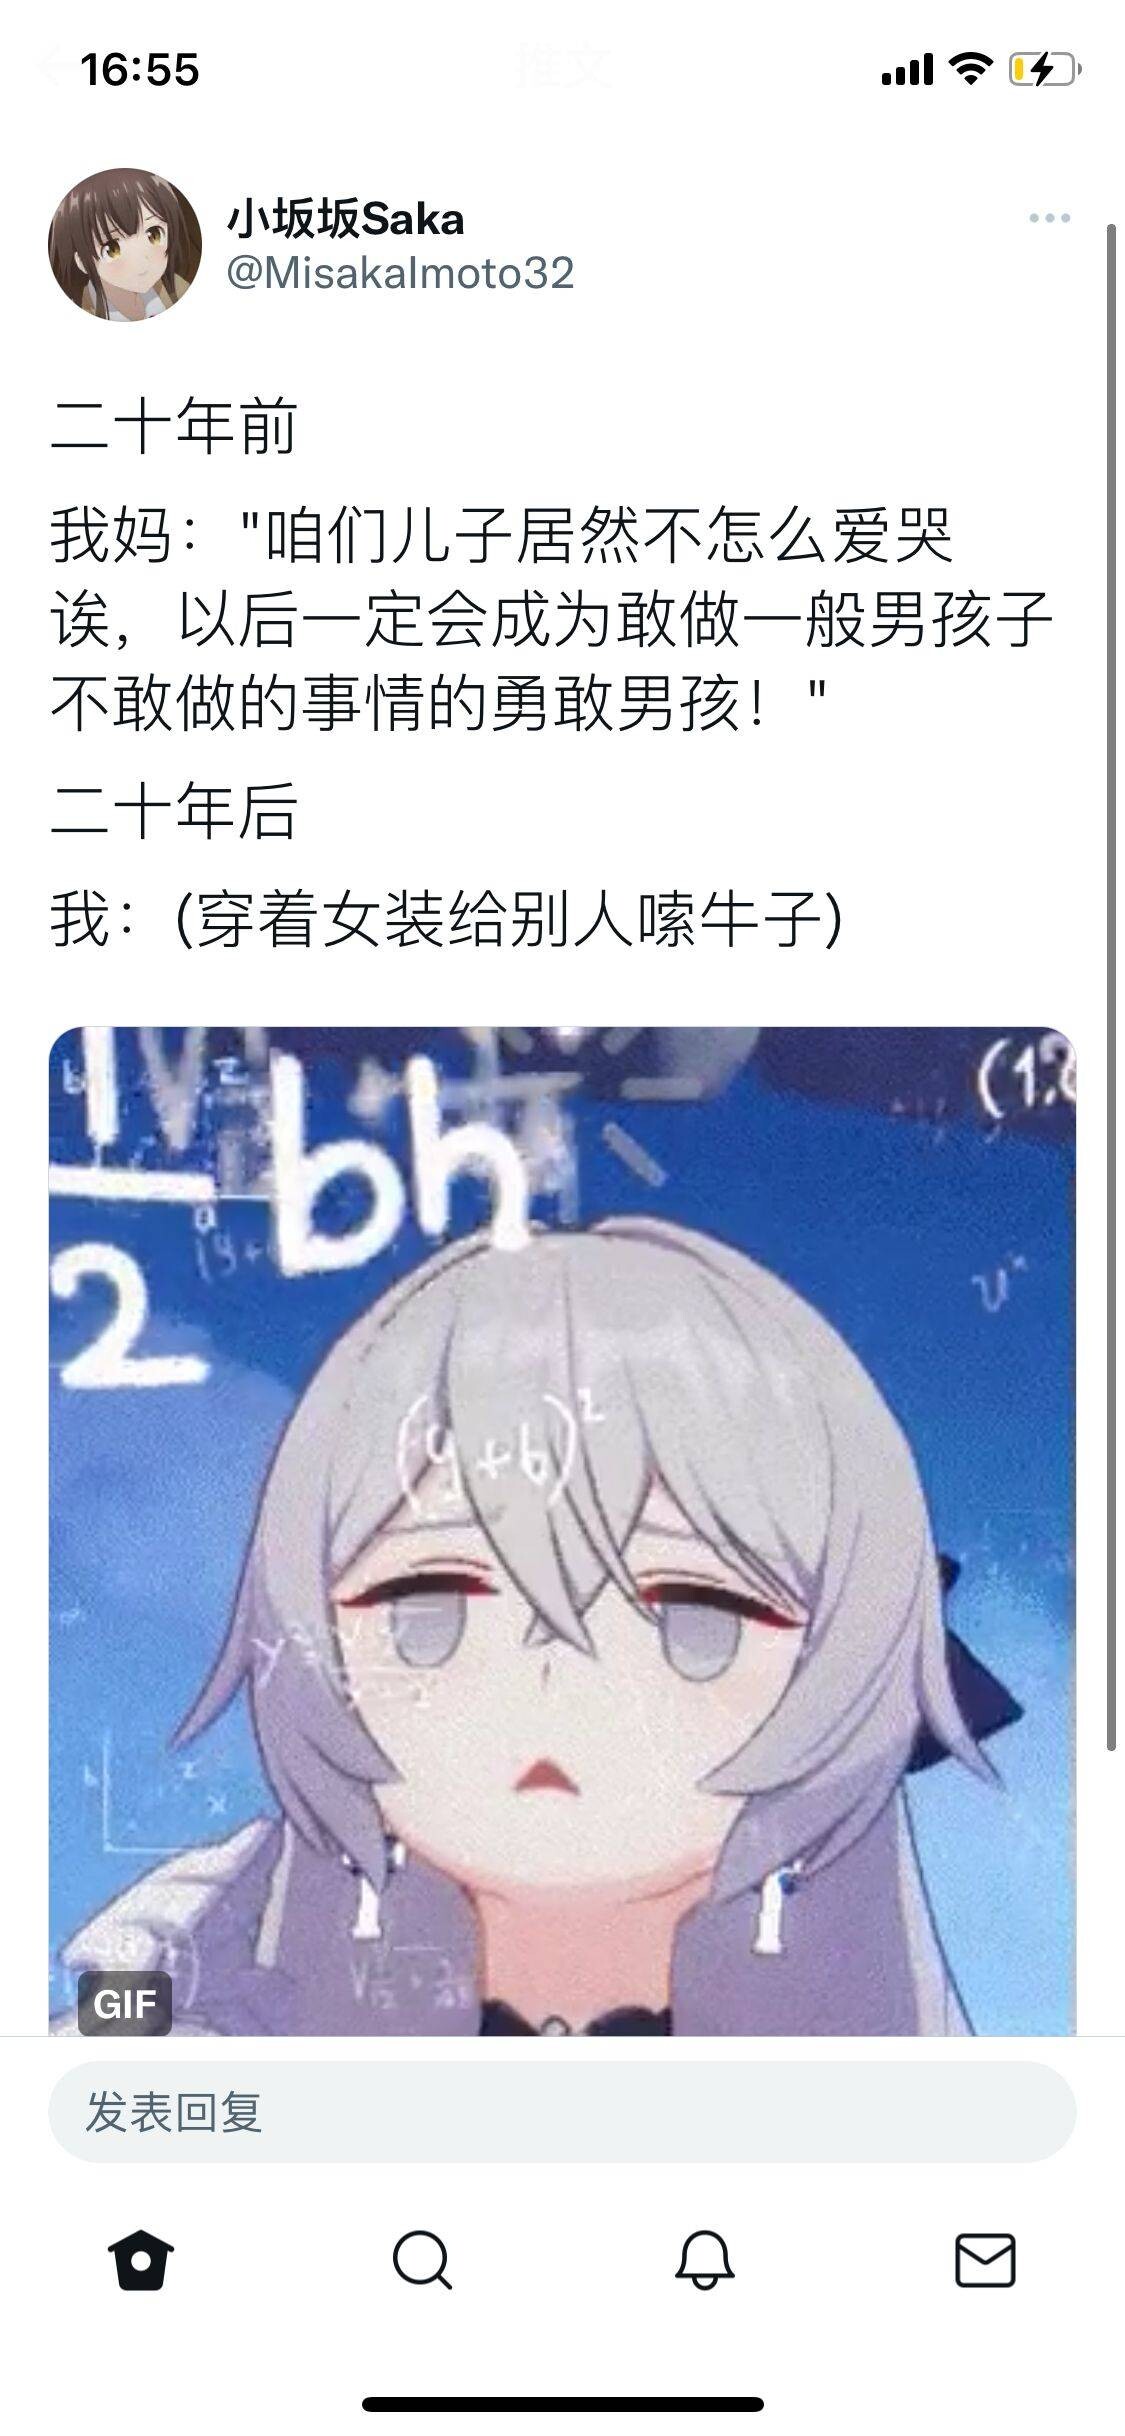 16:55
推文
小坂坂Saka
@MisakaImoto32
二十年前
我妈："咱们儿子居然不怎么爱哭
诶，以后一定会成为敢做一般男孩子
不敢做的事情的勇敢男孩！"
二十年后
我：(穿着女装给别人嗦牛子)
bh
2
(y+b)²
GIF
发表回复